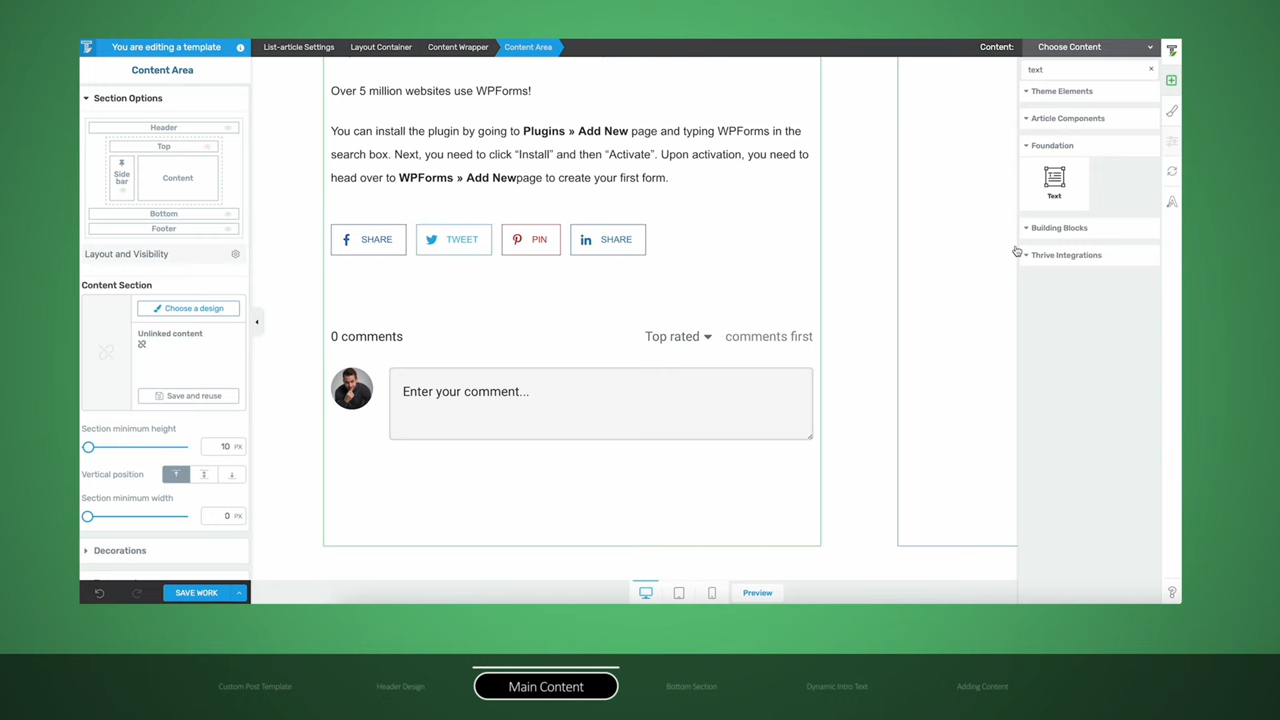 You are editing a template
List-article Settings
Layout Container
Content Wrapper
Content Area
Content:
Choose Content
Content Area
Section Options
Header
Top
Side
bar
Content
Bottom
Footer
Layout and Visibility
Content Section
Choose a design
Unlinked content
Save and reuse
Section minimum height
10 PX
Vertical position
Section minimum width
0 PX
Decorations
SAVE WORK
Over 5 million websites use WPForms!
You can install the plugin by going to Plugins » Add New page and typing WPForms in the
search box. Next, you need to click “Install” and then “Activate”. Upon activation, you need to
head over to WPForms » Add Newpage to create your first form.
SHARE
TWEET
PIN
SHARE
0 comments
Top rated
comments first
Enter your comment...
Preview
text
Theme Elements
Article Components
Foundation
Text
Building Blocks
Thrive Integrations
Custom Post Template
Header Design
Main Content
Bottom Section
Dynamic Intro Text
Adding Content